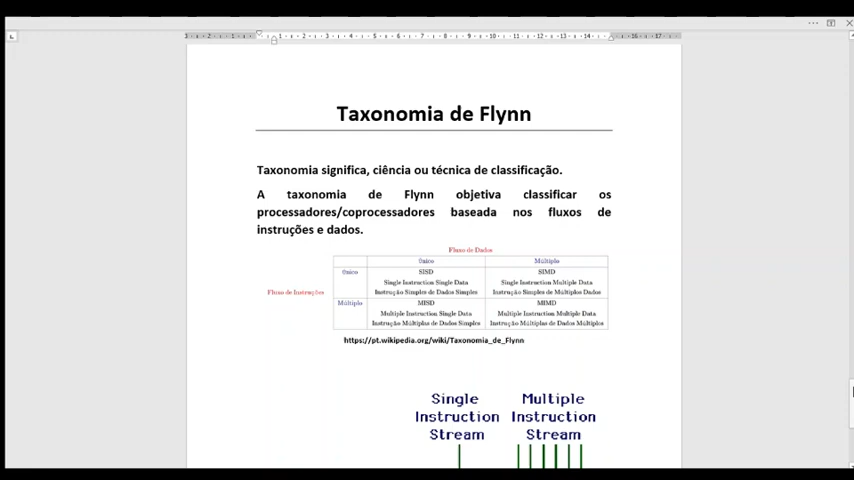 Taxonomia de Flynn
Taxonomia significa, ciência ou técnica de classificação.
A taxonomia de Flynn objetiva classificar os
processadores/coprocessadores baseada nos fluxos de
instruções e dados.
Fluxo de Dados
Único Múltiplo
Único SISD SIMD
Single Instruction Single Data Single Instruction Multiple Data
Fluxo de Instruções Instrução Simples de Dados Simples Instrução Simples de Múltiplos Dados
Múltiplo MISD MIMD
Multiple Instruction Single Data Multiple Instruction Multiple Data
Instrução Múltiplas de Dados Simples Instrução Múltiplas de Dados Múltiplos
https://pt.wikipedia.org/wiki/Taxonomia_de_Flynn
Single Multiple
Instruction Instruction
Stream Stream